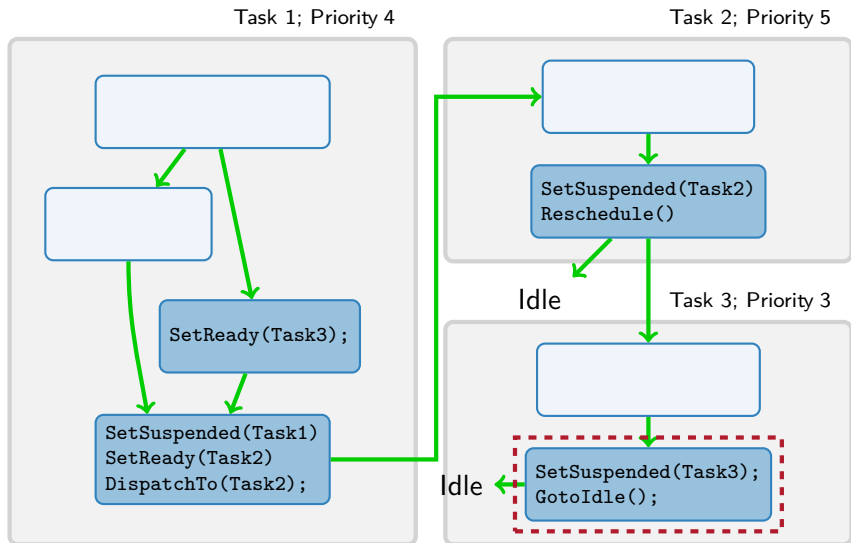 Task 1; Priority 4
SetReady(Task3);
SetSuspended(Task1)
SetReady(Task2)
DispatchTo(Task2);
Task 2; Priority 5
SetSuspended(Task2)
Reschedule()
Idle
Task 3; Priority 3
Idle
SetSuspended(Task3);
GotoIdle();